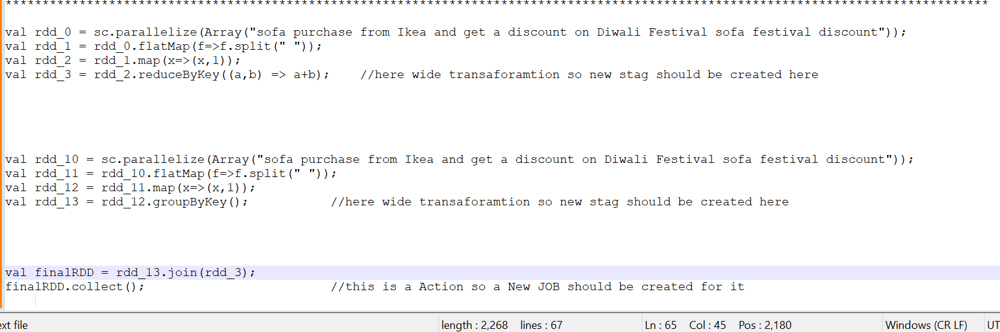 ****************************************************************************************************************************************
val rdd_0 = sc.parallelize(Array("sofa purchase from Ikea and get a discount on Diwali Festival sofa festival discount"));
val rdd_1 = rdd_0.flatMap(f=>f.split(" "));
val rdd_2 = rdd_1.map(x=>(x,1));
val rdd_3 = rdd_2.reduceByKey((a,b) => a+b);    //here wide transaforamtion so new stag should be created here
val rdd_10 = sc.parallelize(Array("sofa purchase from Ikea and get a discount on Diwali Festival sofa festival discount"));
val rdd_11 = rdd_10.flatMap(f=>f.split(" "));
val rdd_12 = rdd_11.map(x=>(x,1));
val rdd_13 = rdd_12.groupByKey();           //here wide transaforamtion so new stag should be created here
val finalRDD = rdd_13.join(rdd_3);
finalRDD.collect();                         //this is a Action so a New JOB should be created for it
ext file    length : 2,268    lines : 67    Ln : 65    Col : 45    Pos : 2,180    Windows (CR LF)    UT